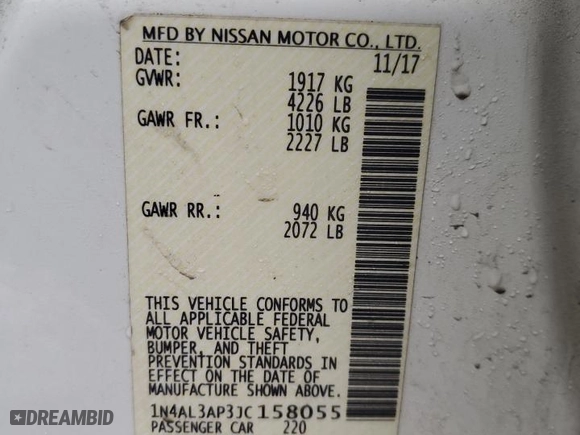 MFD BY NISSAN MOTOR CO., LTD.
DATE: 11/17
GVWR: 1917 KG
4226 LB
GAWR FR.: 1010 KG
2227 LB
GAWR RR.: 940 KG
2072 LB
THIS VEHICLE CONFORMS TO
ALL APPLICABLE FEDERAL
MOTOR VEHICLE SAFETY,
BUMPER, AND THEFT
PREVENTION STANDARDS IN
EFFECT ON THE DATE OF
MANUFACTURE SHOWN ABOVE.
1N4AL3AP3JC158055
PASSENGER CAR 220
DREAMBID